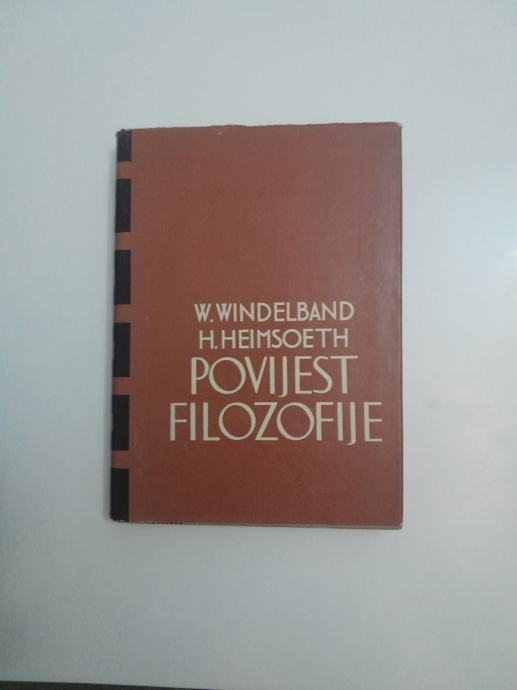 W. WINDELBAND
H. HEIMSOETH
POVIJEST
FILOZOFIJE